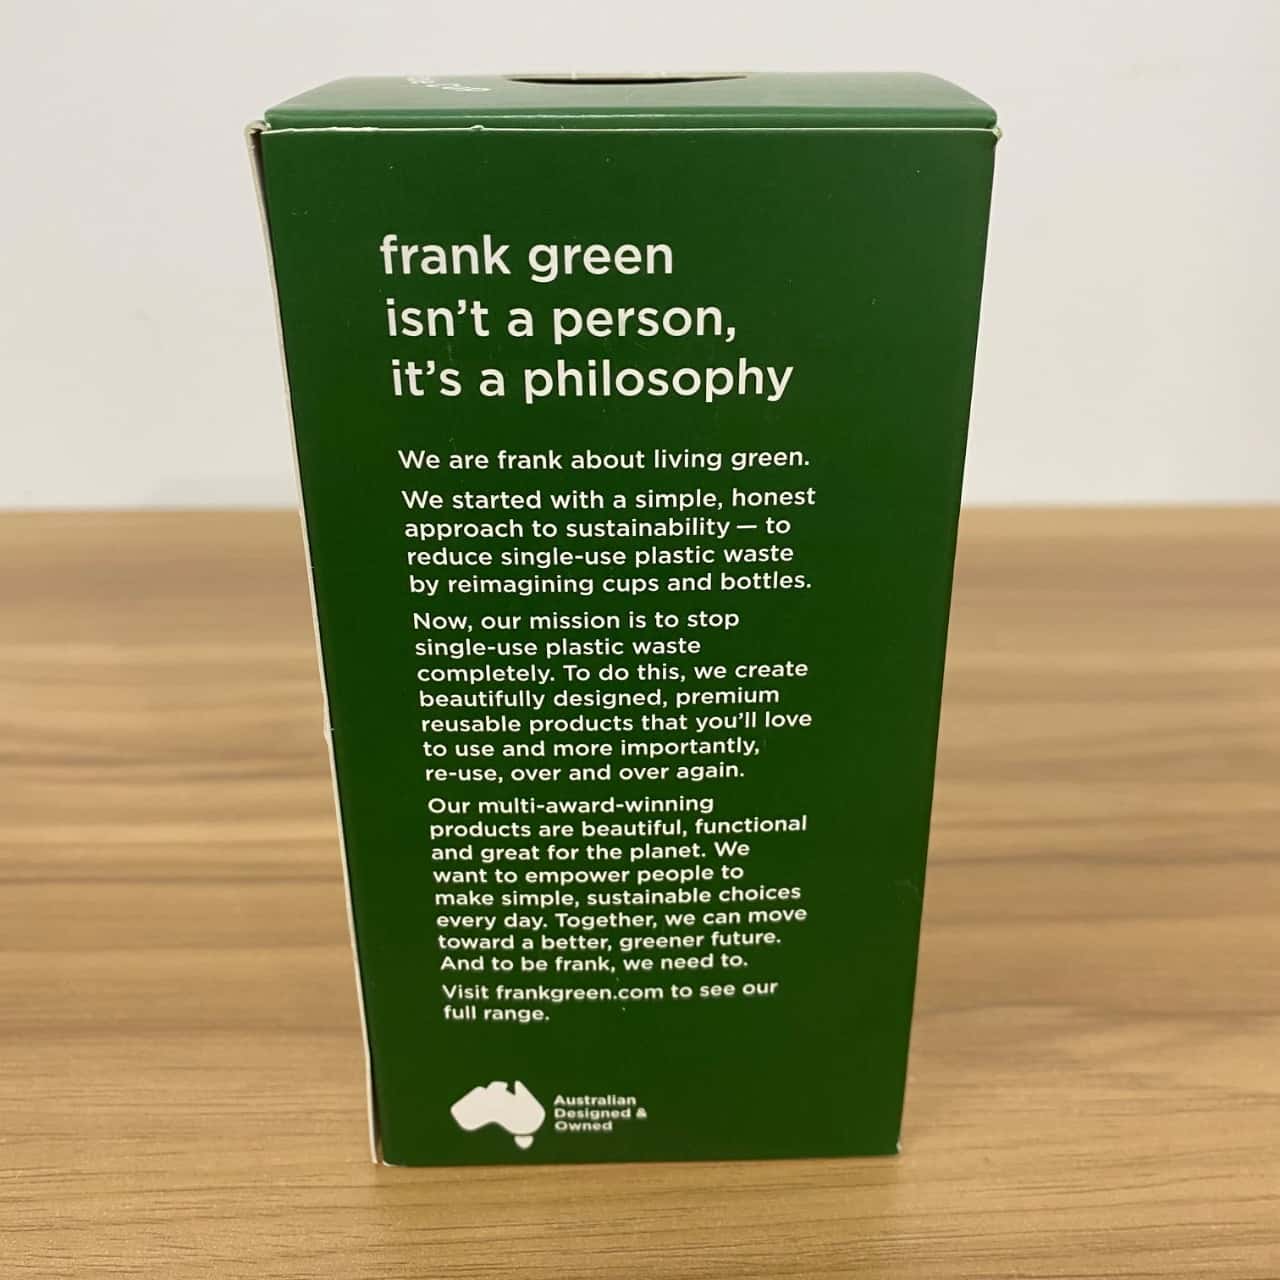 frank green
isn't a person,
it's a philosophy
We are frank about living green.
We started with a simple, honest
approach to sustainability — to
reduce single-use plastic waste
by reimagining cups and bottles.
Now, our mission is to stop
single-use plastic waste
completely. To do this, we create
beautifully designed, premium
reusable products that you'll love
to use and more importantly,
re-use, over and over again.
Our multi-award-winning
products are beautiful, functional
and great for the planet. We
want to empower people to
make simple, sustainable choices
every day. Together, we can move
toward a better, greener future.
And to be frank, we need to.
Visit frankgreen.com to see our
full range.
Australian
Designed &
Owned